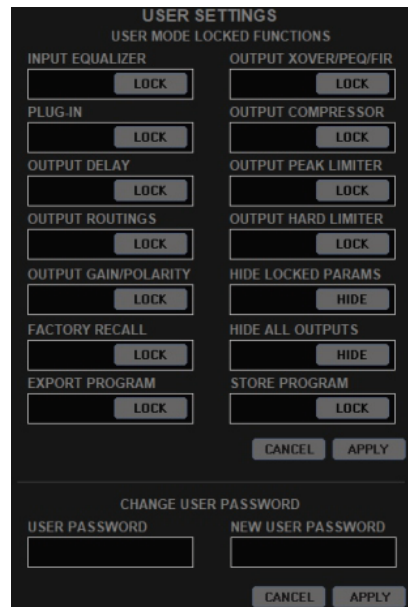 USER SETTINGS
USER MODE LOCKED FUNCTIONS
INPUT EQUALIZER OUTPUT XOVER/PEQ/FIR
LOCK LOCK
PLUG-IN OUTPUT COMPRESSOR
LOCK LOCK
OUTPUT DELAY OUTPUT PEAK LIMITER
LOCK LOCK
OUTPUT ROUTINGS OUTPUT HARD LIMITER
LOCK LOCK
OUTPUT GAIN/POLARITY HIDE LOCKED PARAMS
LOCK HIDE
FACTORY RECALL HIDE ALL OUTPUTS
LOCK HIDE
EXPORT PROGRAM STORE PROGRAM
LOCK LOCK
CANCEL APPLY
CHANGE USER PASSWORD
USER PASSWORD NEW USER PASSWORD
CANCEL APPLY